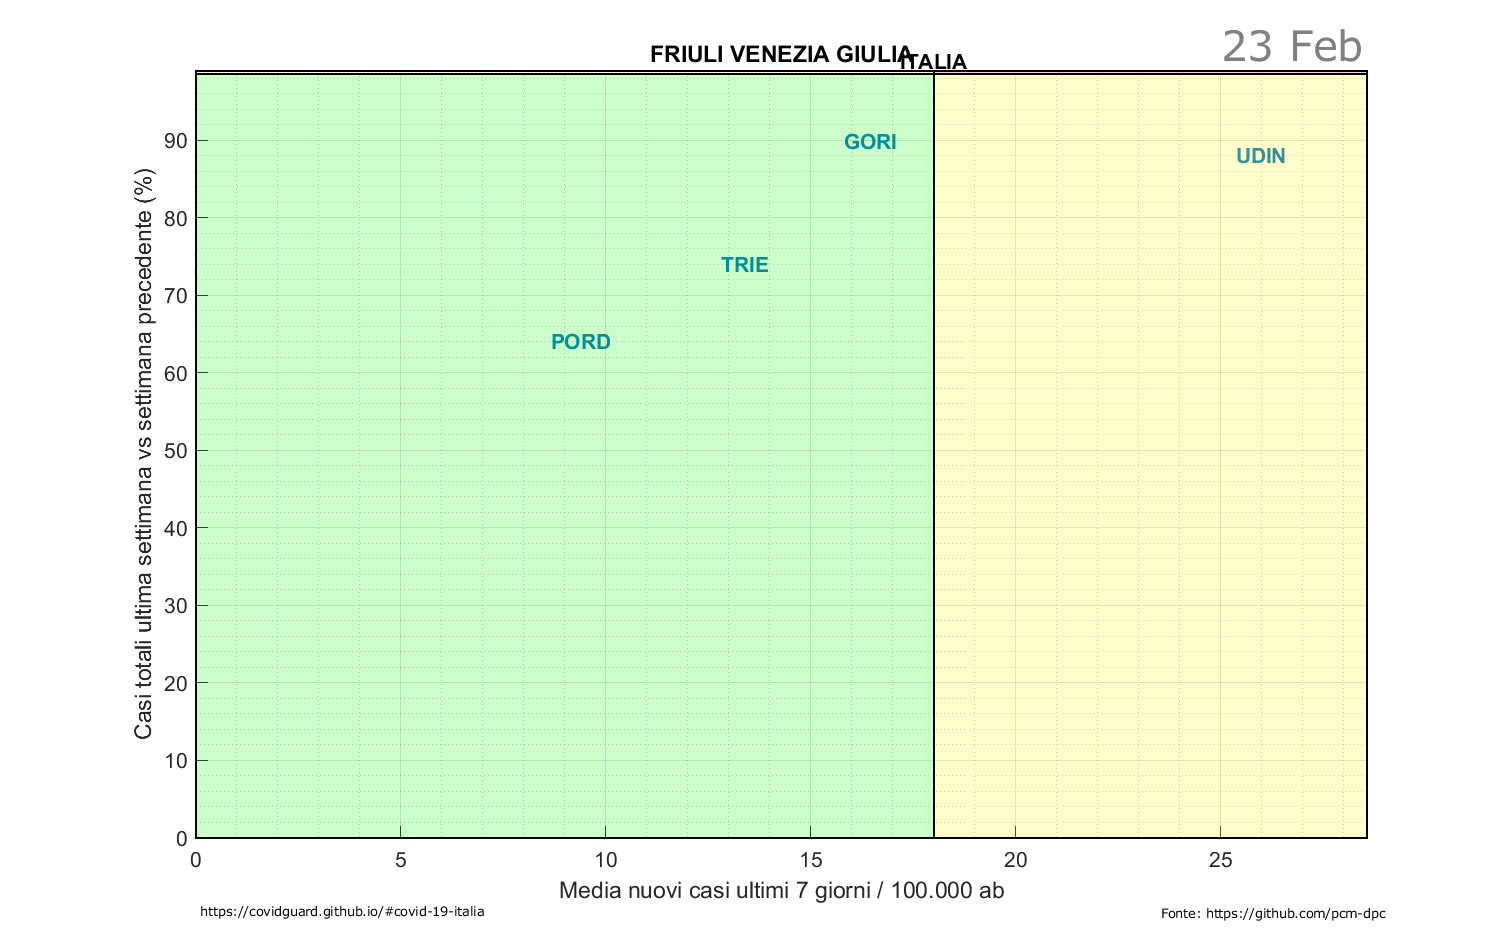 23 Feb
FRIULI VENEZIA GIULIA
ITALIA
Casi totali ultima settimana vs settimana precedente (%)
90
80
70
60
50
40
30
20
10
0
GORI
UDIN
TRIE
PORD
0 5 10 15 20 25
Media nuovi casi ultimi 7 giorni / 100.000 ab
https://covidguard.github.io/#covid-19-italia
Fonte: https://github.com/pcm-dpc